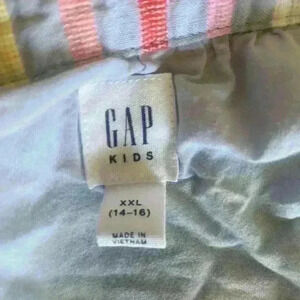 GAP
KIDS
XXL
(14-16)
MADE IN
VIETNAM